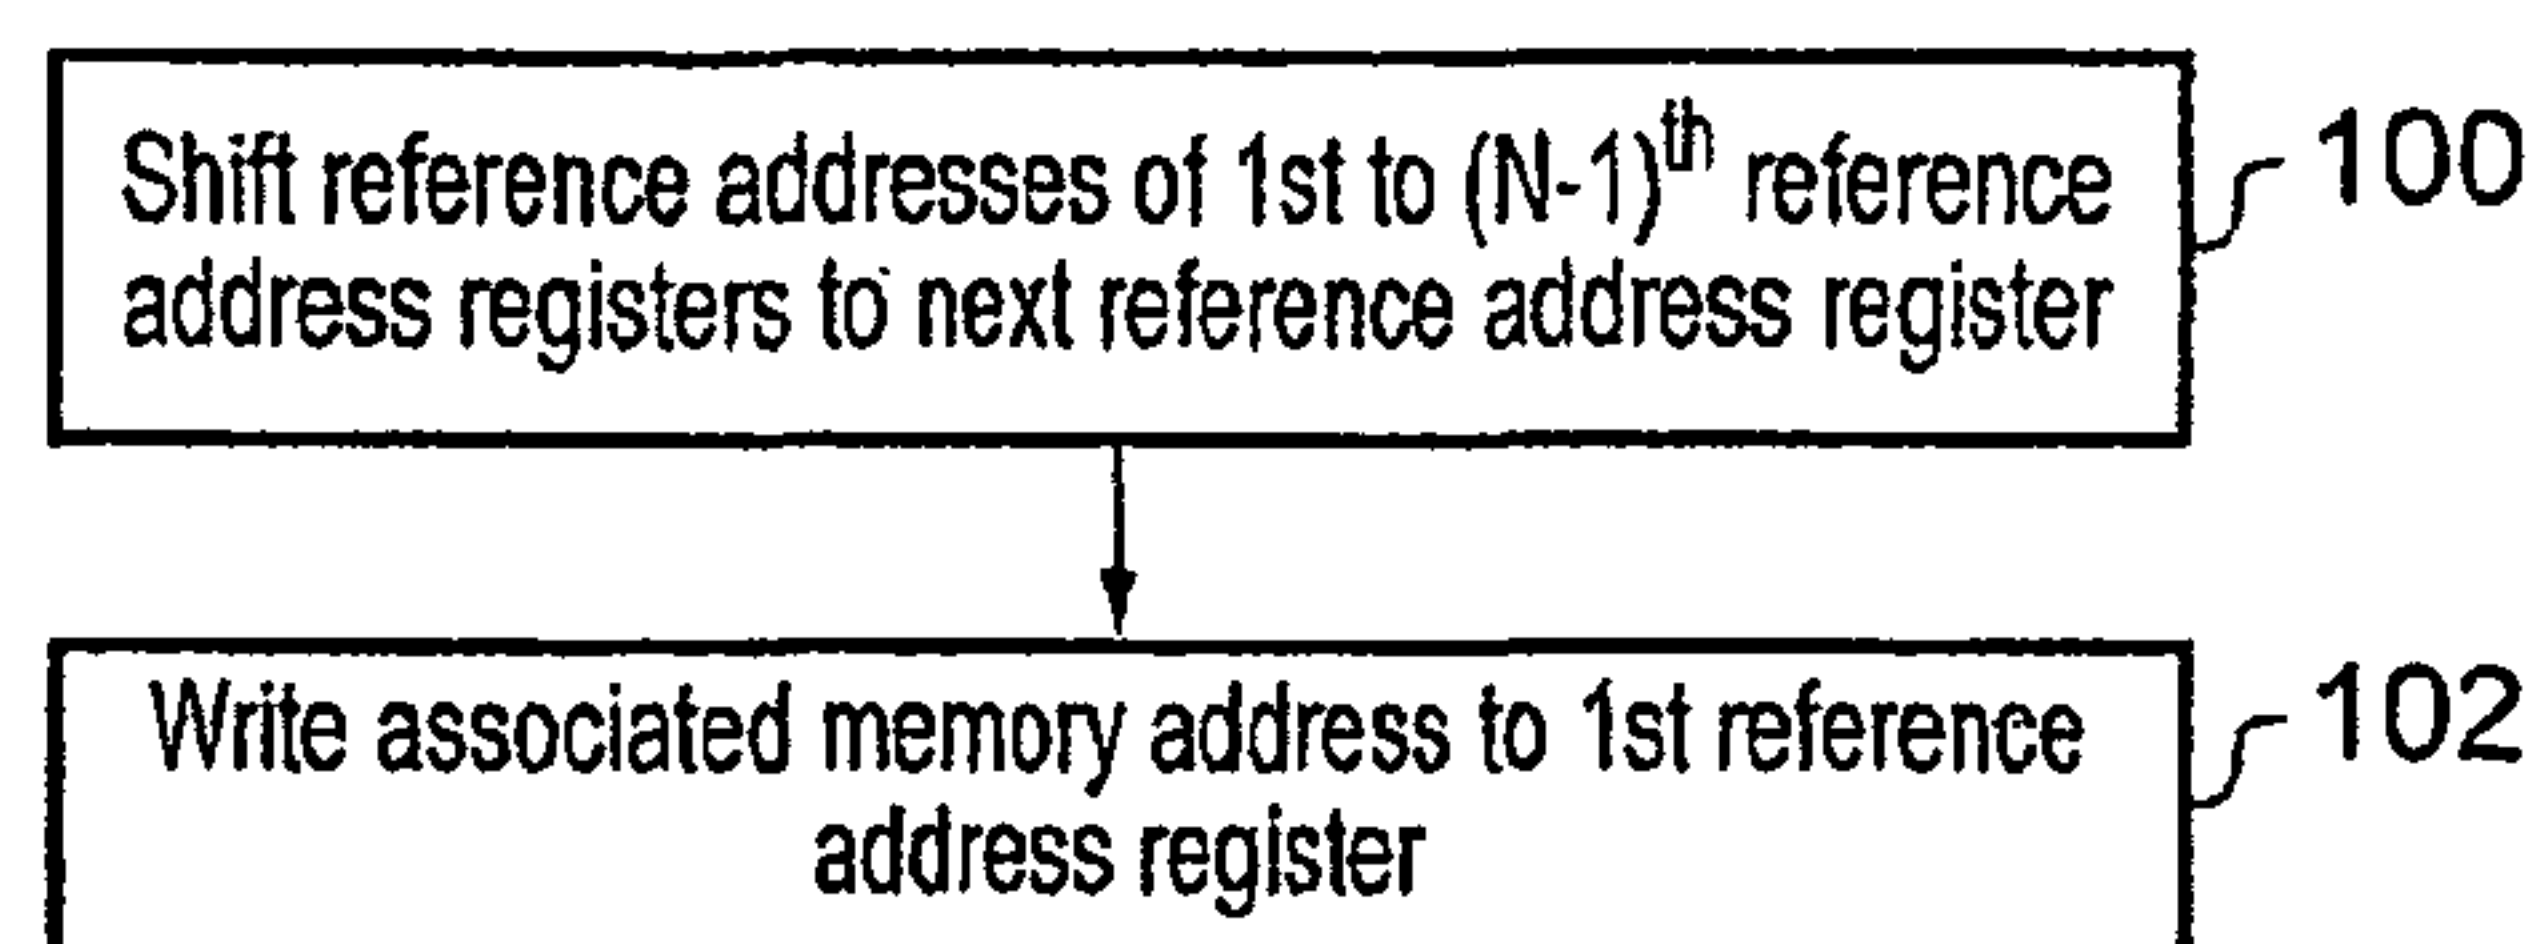 Shift reference addresses of 1st to (N-1)th reference
100
address registers to next reference address register
Write associated memory address to 1st reference
102
address register